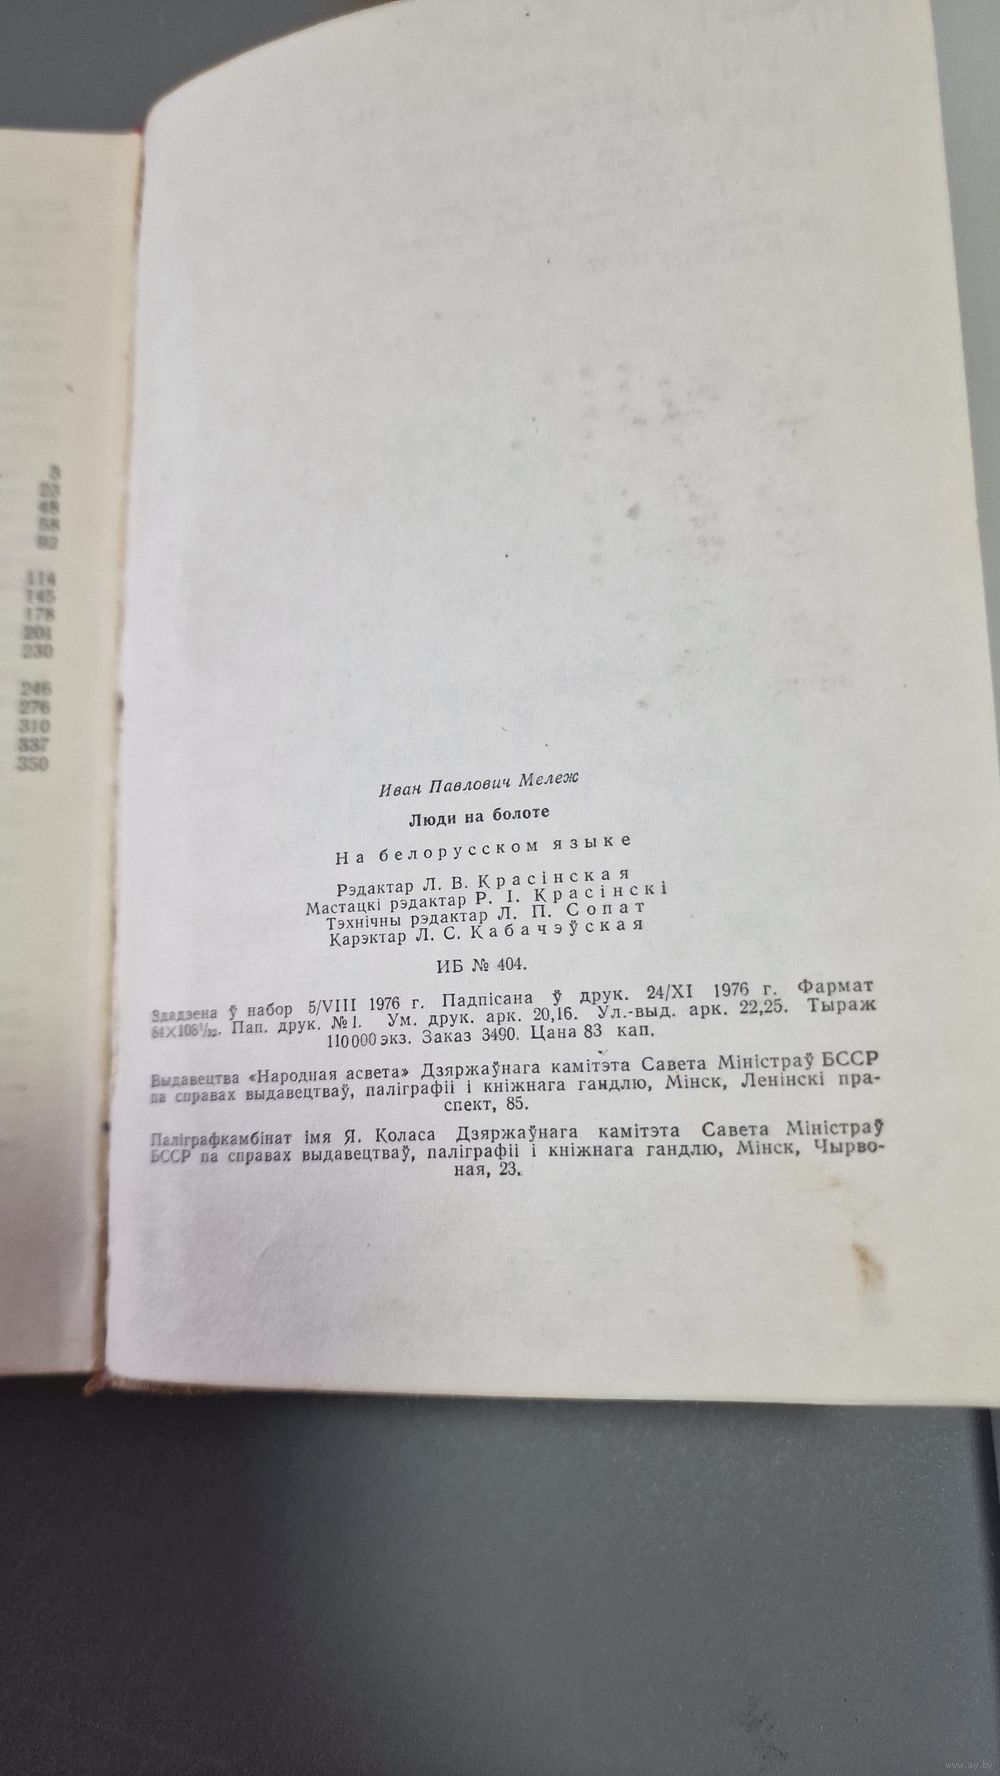 3
23
48
58
92
114
145
178
201
230
246
276
310
337
350
Иван Павлович Мележ
Люди на болоте
На белорусском языке
Рэдактар Л. В. Красінская
Мастацкі рэдактар Р. І. Красінскі
Тэхнічны рэдактар Л. П. Сопат
Карэктар Л. С. Кабачэўская
ИБ № 404.
Здадзена ў набор 5/VIII 1976 г. Падпісана ў друк. 24/XI 1976 г. Фармат
84×108¹/₃₂. Пап. друк. №1. Ум. друк. арк. 20,16. Ул.-выд. арк. 22,25. Тыраж
110 000 экз. Заказ 3490. Цана 83 кап.
Выдавецтва «Народная асвета» Дзяржаўнага камітэта Савета Міністраў БССР
па справах выдавецтваў, паліграфіі і кніжнага гандлю, Мінск, Ленінскі пра-
спект, 85.
Паліграфкамбінат імя Я. Коласа Дзяржаўнага камітэта Савета Міністраў
БССР па справах выдавецтваў, паліграфіі і кніжнага гандлю, Мінск, Чырво-
ная, 23.
www.ay.by